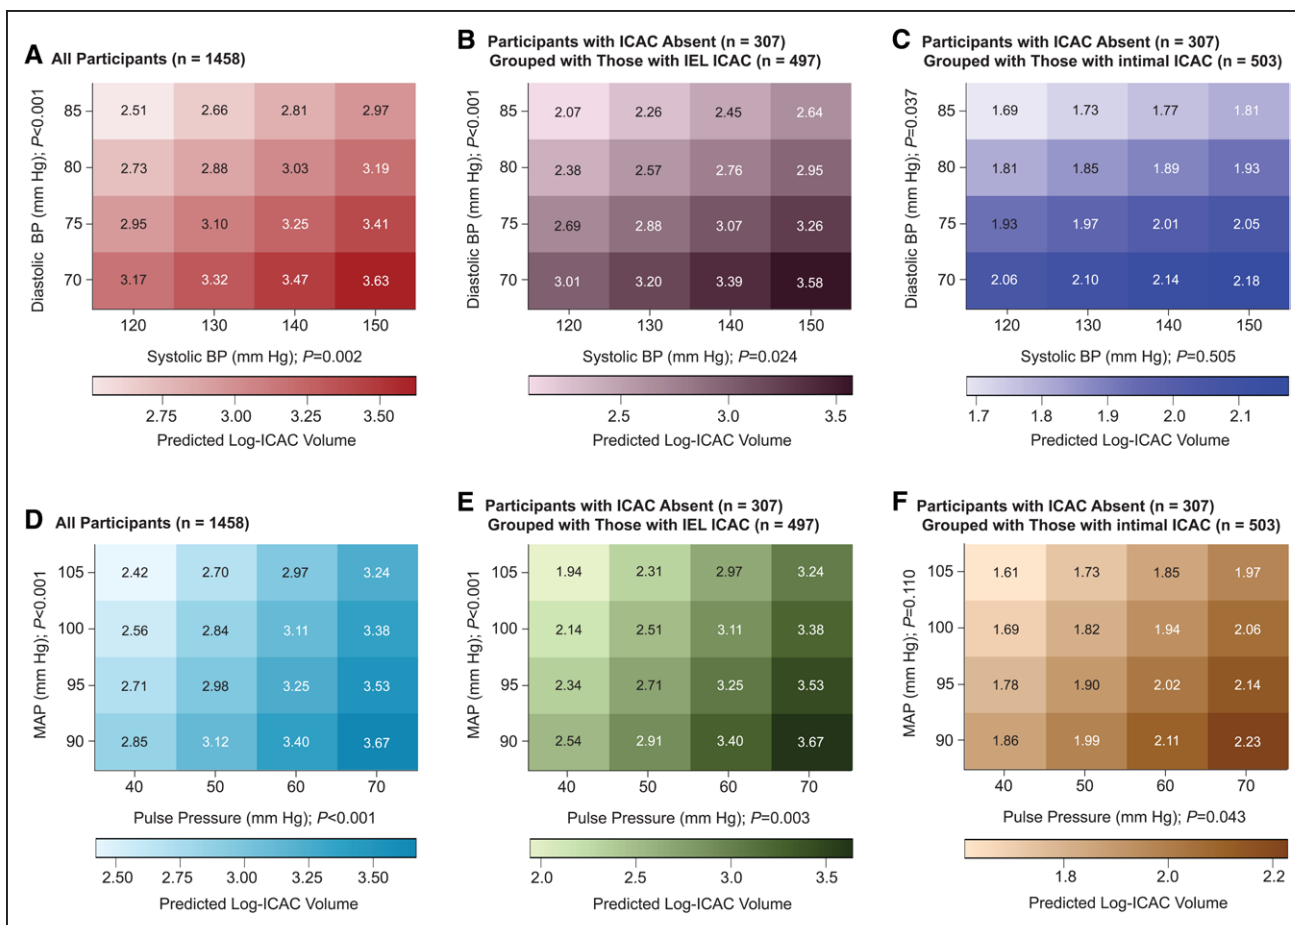 A All Participants (n = 1458)
Diastolic BP (mm Hg); P<0.001
85 2.51 2.66 2.81 2.97
80 2.73 2.88 3.03 3.19
75 2.95 3.10 3.25 3.41
70 3.17 3.32 3.47 3.63
120 130 140 150
Systolic BP (mm Hg); P=0.002
2.75 3.00 3.25 3.50
Predicted Log-ICAC Volume
B Participants with ICAC Absent (n = 307)
Grouped with Those with IEL ICAC (n = 497)
Diastolic BP (mm Hg); P<0.001
85 2.07 2.26 2.45 2.64
80 2.38 2.57 2.76 2.95
75 2.69 2.88 3.07 3.26
70 3.01 3.20 3.39 3.58
120 130 140 150
Systolic BP (mm Hg); P=0.024
2.5 3.0 3.5
Predicted Log-ICAC Volume
C Participants with ICAC Absent (n = 307)
Grouped with Those with intimal ICAC (n = 503)
Diastolic BP (mm Hg); P=0.037
85 1.69 1.73 1.77 1.81
80 1.81 1.85 1.89 1.93
75 1.93 1.97 2.01 2.05
70 2.06 2.10 2.14 2.18
120 130 140 150
Systolic BP (mm Hg); P=0.505
1.7 1.8 1.9 2.0 2.1
Predicted Log-ICAC Volume
D All Participants (n = 1458)
MAP (mm Hg); P<0.001
105 2.42 2.70 2.97 3.24
100 2.56 2.84 3.11 3.38
95 2.71 2.98 3.25 3.53
90 2.85 3.12 3.40 3.67
40 50 60 70
Pulse Pressure (mm Hg); P<0.001
2.50 2.75 3.00 3.25 3.50
Predicted Log-ICAC Volume
E Participants with ICAC Absent (n = 307)
Grouped with Those with IEL ICAC (n = 497)
MAP (mm Hg); P<0.001
105 1.94 2.31 2.97 3.24
100 2.14 2.51 3.11 3.38
95 2.34 2.71 3.25 3.53
90 2.54 2.91 3.40 3.67
40 50 60 70
Pulse Pressure (mm Hg); P=0.003
2.0 2.5 3.0 3.5
Predicted Log-ICAC Volume
F Participants with ICAC Absent (n = 307)
Grouped with Those with intimal ICAC (n = 503)
MAP (mm Hg); P=0.110
105 1.61 1.73 1.85 1.97
100 1.69 1.82 1.94 2.06
95 1.78 1.90 2.02 2.14
90 1.86 1.99 2.11 2.23
40 50 60 70
Pulse Pressure (mm Hg); P=0.043
1.8 2.0 2.2
Predicted Log-ICAC Volume